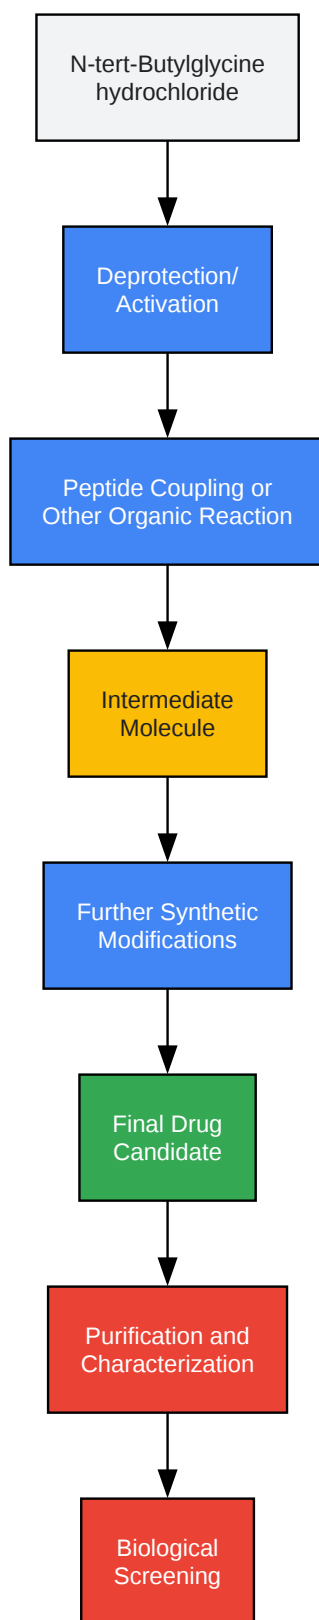 N-tert-Butylglycine
hydrochloride
Deprotection/
Activation
Peptide Coupling or
Other Organic Reaction
Intermediate
Molecule
Further Synthetic
Modifications
Final Drug
Candidate
Purification and
Characterization
Biological
Screening